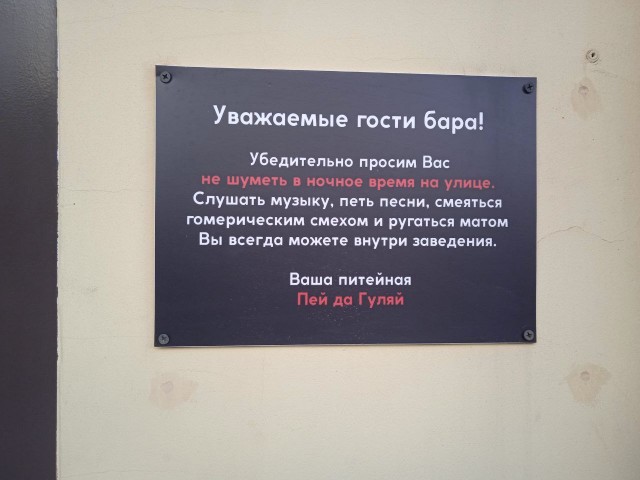 Уважаемые гости бара!
Убедительно просим Вас
не шуметь в ночное время на улице.
Слушать музыку, петь песни, смеяться
гомерическим смехом и ругаться матом
Вы всегда можете внутри заведения.
Ваша питейная
Пей да Гуляй